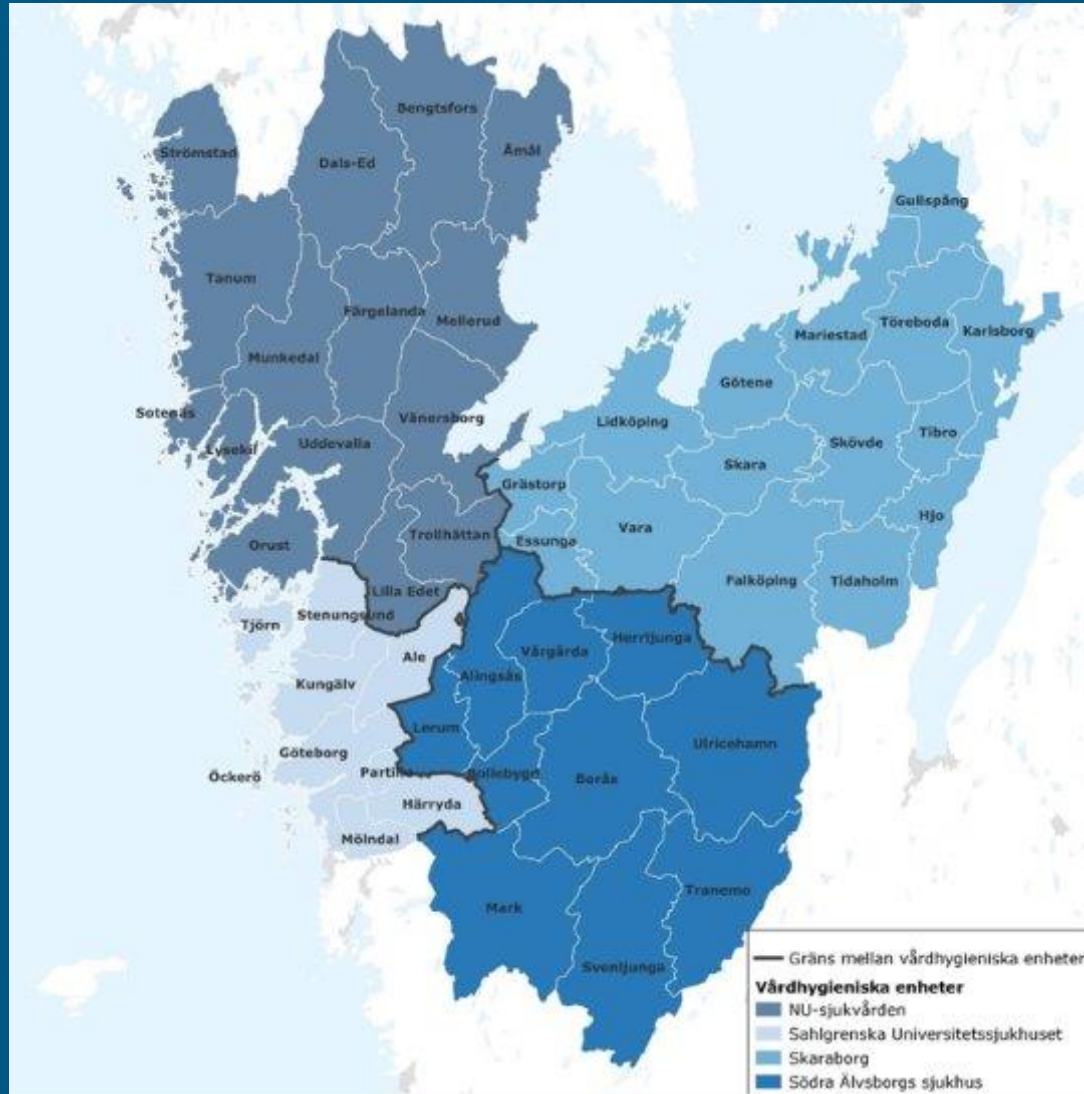 Bengtsfors
Strömstad
Dals-Ed
Åmål
Gullspång
Tanum
Färgelanda
Mellerud
Mariestad
Töreboda
Karlsborg
Munkedal
Götene
Sotenäs
Vänersborg
Lidköping
Lysekil
Uddevalla
Skövde
Tibro
Skara
Grästorp
Hjo
Vara
Trollhättan
Essunga
Orust
Falköping
Tidaholm
Lilla Edet
Stenungsund
Tjörn
Herrljunga
Vårgårda
Ale
Alingsås
Kungälv
Lerum
Ulricehamn
Göteborg
Partille
Bollebygd
Borås
Öckerö
Härryda
Mölndal
Tranemo
Mark
Svenljunga
Gräns mellan vårdhygieniska enheter
Vårdhygieniska enheter
NU-sjukvården
Sahlgrenska Universitetssjukhuset
Skaraborg
Södra Älvsborgs sjukhus